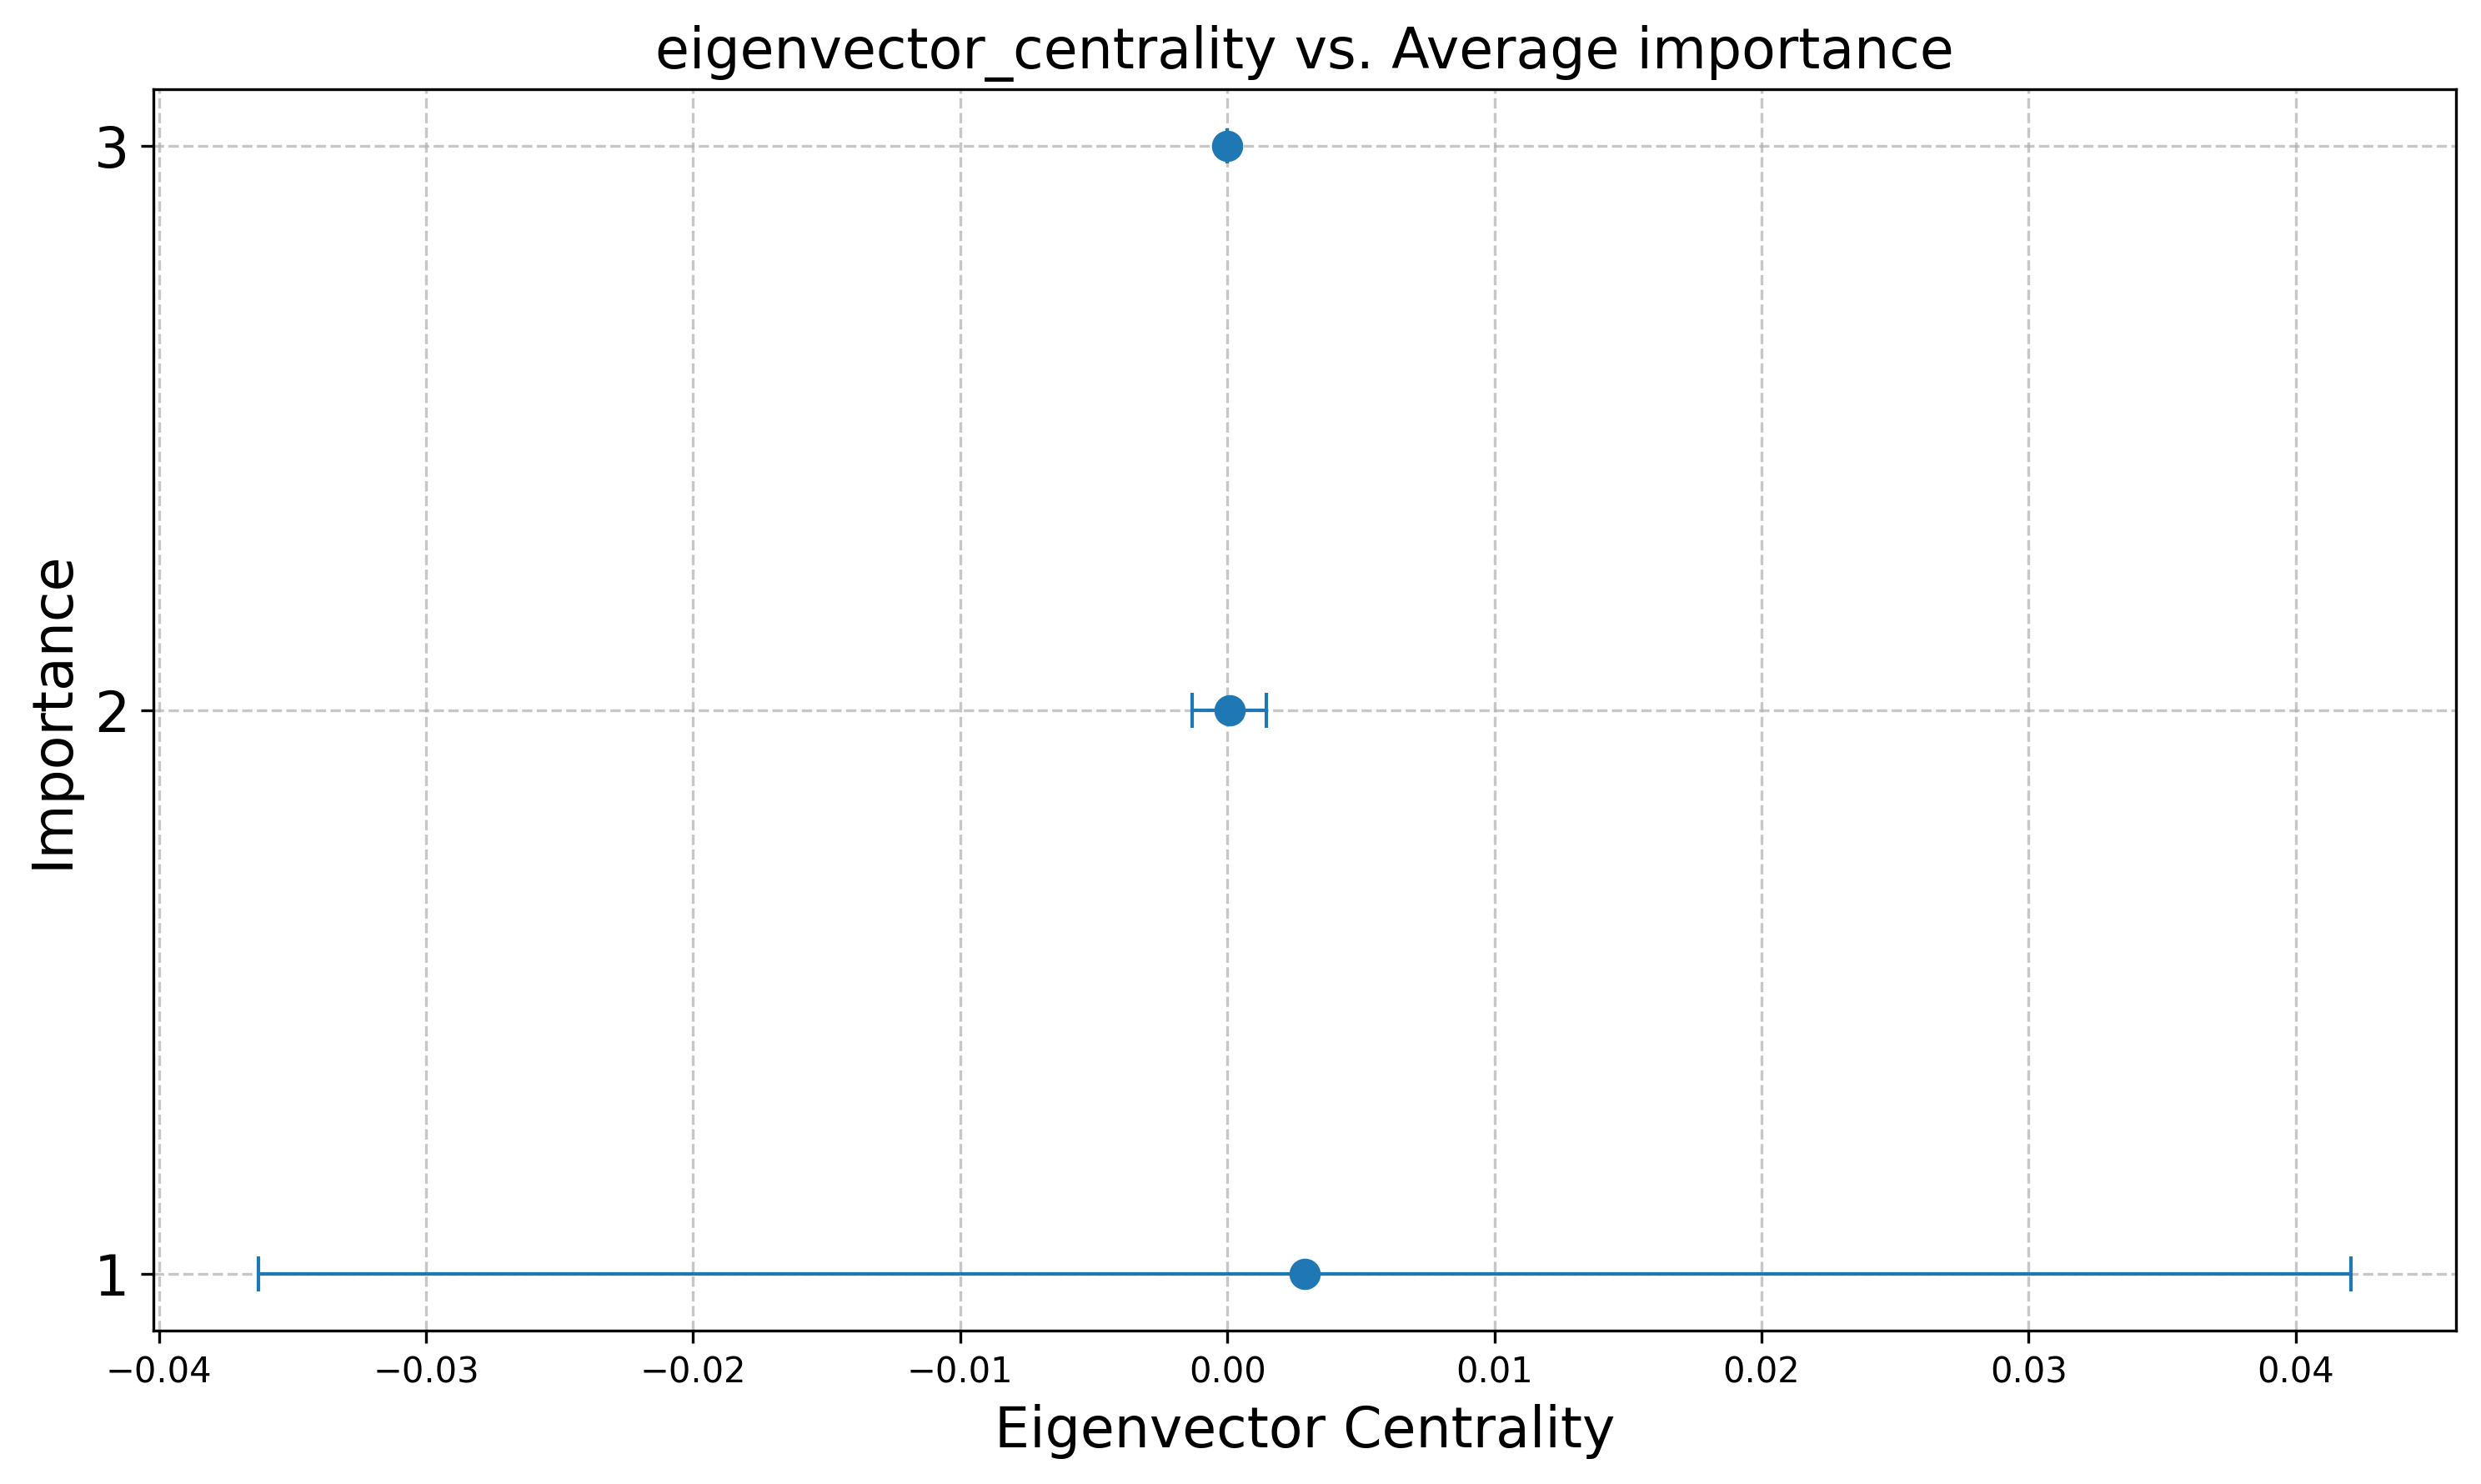 eigenvector_centrality vs. Average importance
3
2
1
Importance
−0.04 −0.03 −0.02 −0.01 0.00 0.01 0.02 0.03 0.04
Eigenvector Centrality